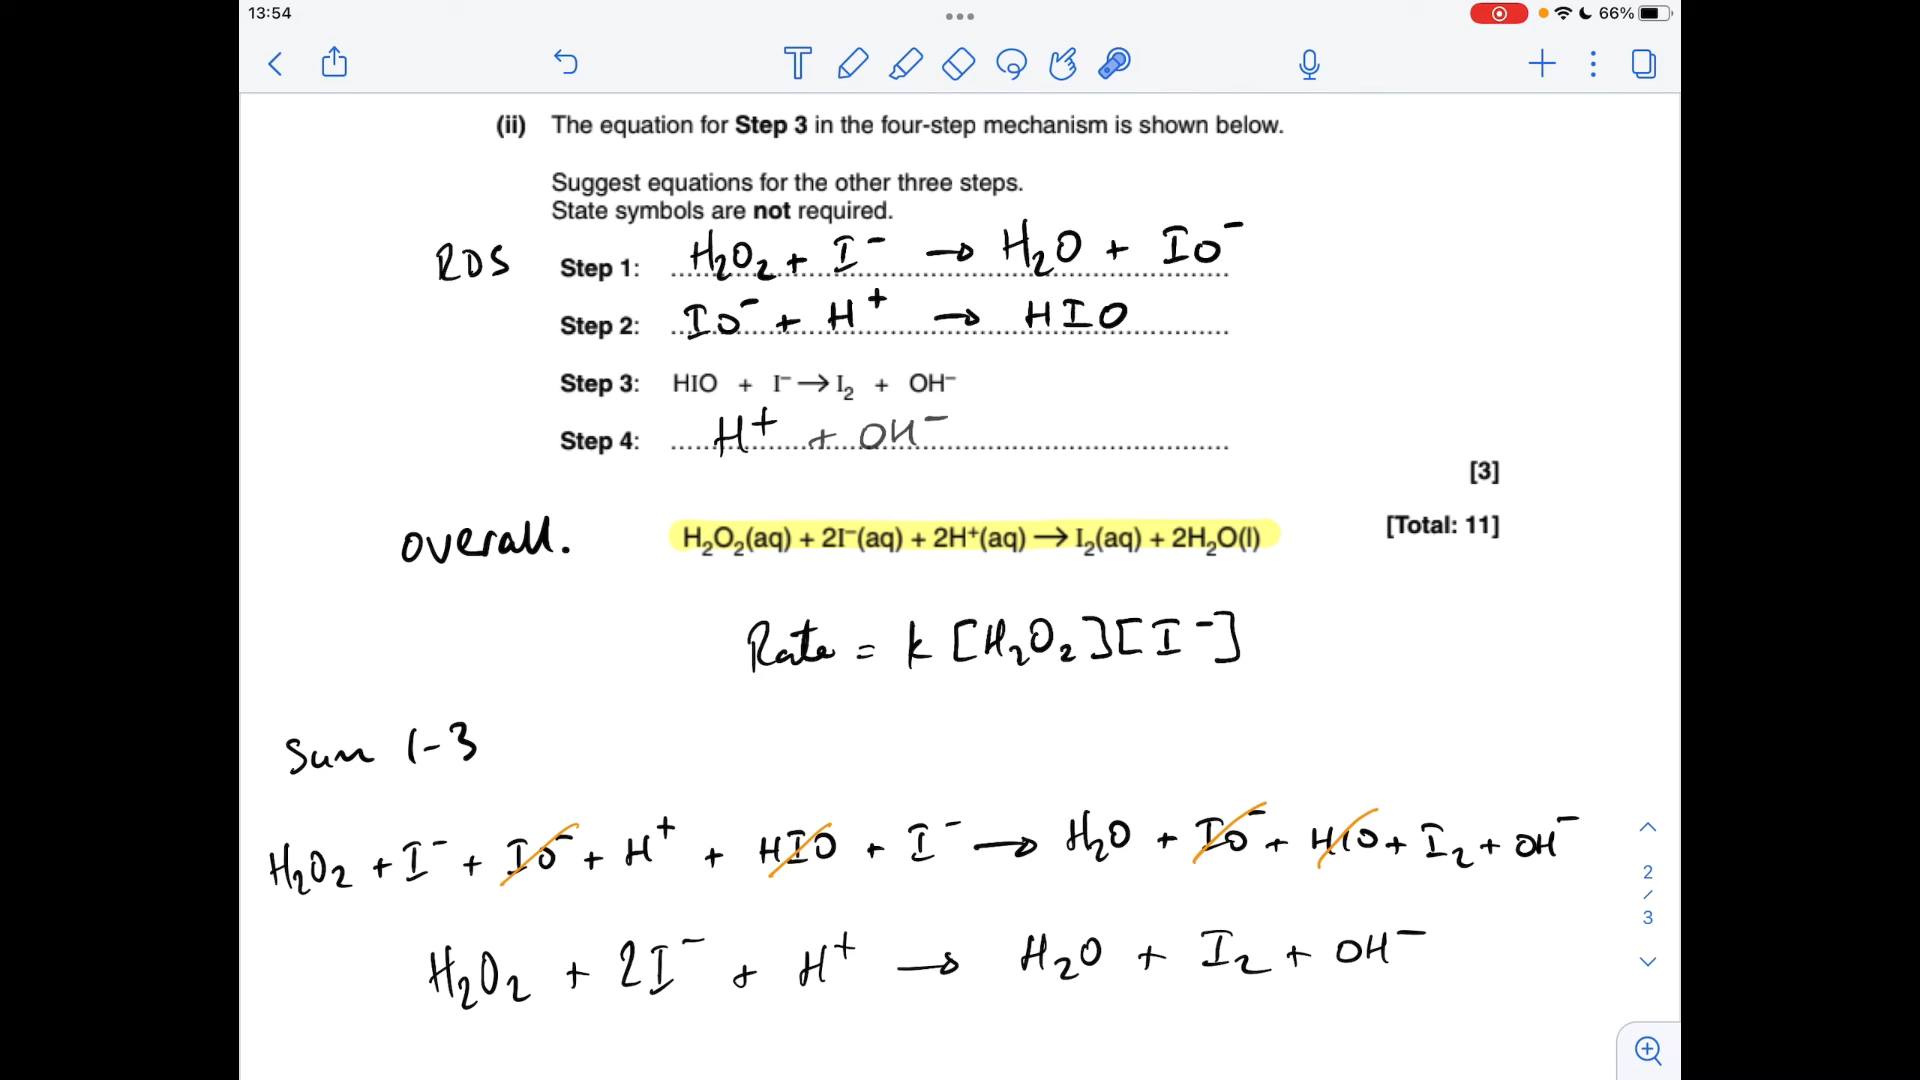 13:54
66%
(ii) The equation for Step 3 in the four-step mechanism is shown below.
Suggest equations for the other three steps.
State symbols are not required.
RDS Step 1: H₂O₂ + I⁻ → H₂O + IO⁻
Step 2: IO⁻ + H⁺ → HIO
Step 3: HIO + I⁻ → I₂ + OH⁻
Step 4: H⁺ + OH⁻
[3]
overall. H₂O₂(aq) + 2I⁻(aq) + 2H⁺(aq) → I₂(aq) + 2H₂O(l) [Total: 11]
Rate = k [H₂O₂][I⁻]
Sum 1-3
H₂O₂ + I⁻ + IO⁻ + H⁺ + HIO + I⁻ → H₂O + IO⁻ + HIO + I₂ + OH⁻
H₂O₂ + 2I⁻ + H⁺ → H₂O + I₂ + OH⁻
2
/
3